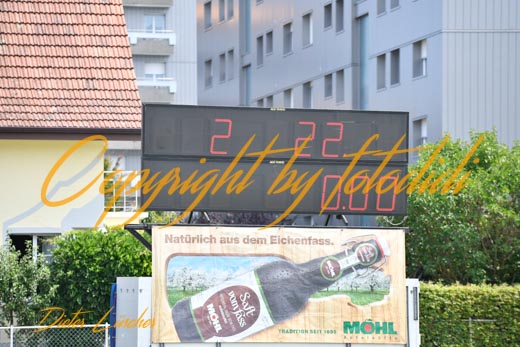 2 22
0.00
Copyright by fotodidi
Natürlich aus dem Eichenfass.
Saft
vom Fass
MÖHL
TRADITION SEIT 1895
MÖHL
Dieter Linder